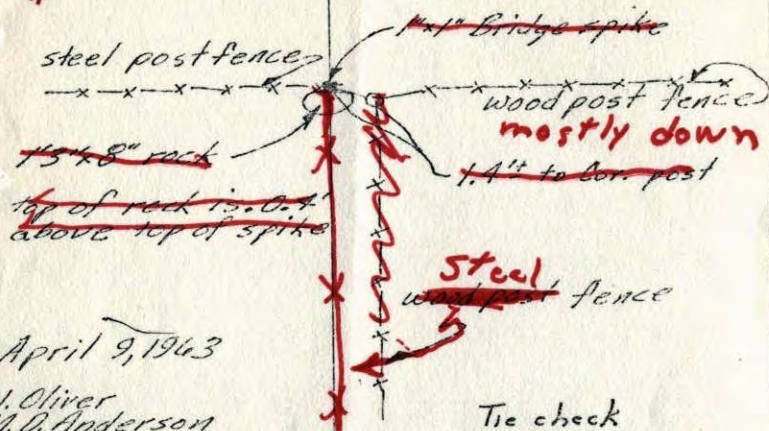 1"x1" Bridge spike
steel post fence
wood post fence
mostly down
1'5"x8" rock
1.4'± to Cor. post
top of rock is 0.4'
above top of spike
steel
wood post fence
April 9, 1963
Oliver
Anderson
Tie check